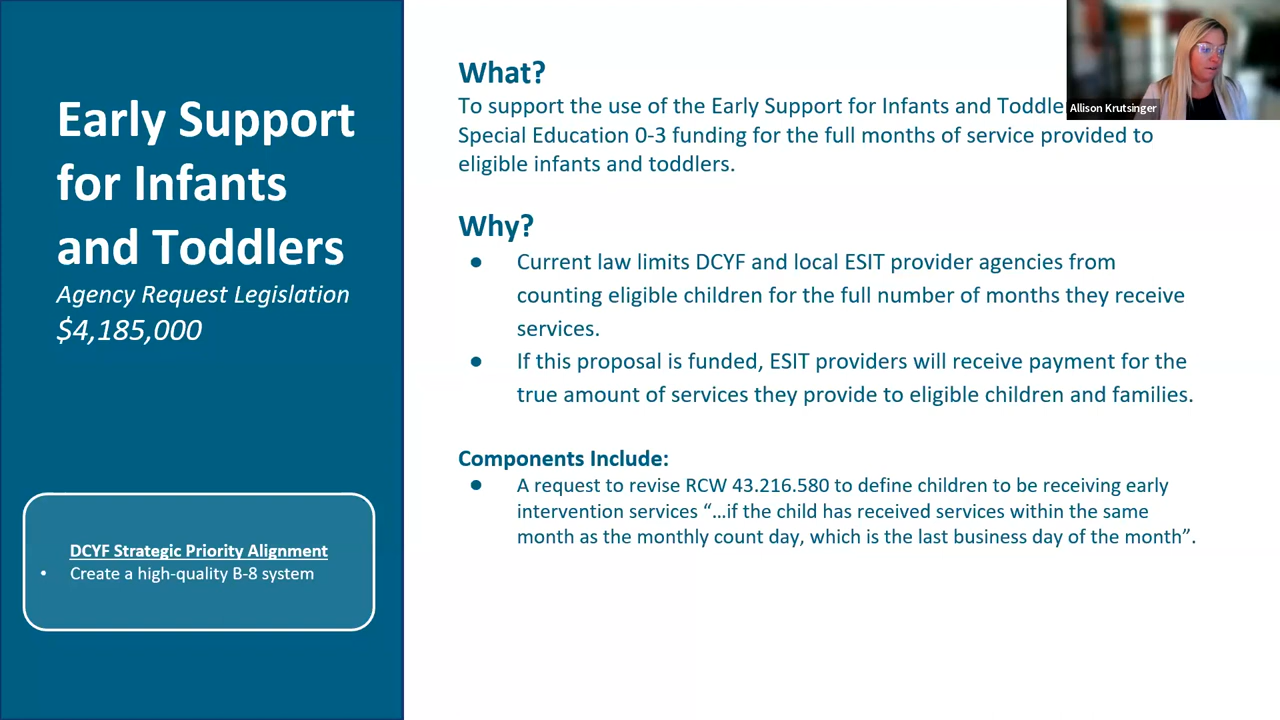 Early Support
for Infants
and Toddlers
Agency Request Legislation
$4,185,000
DCYF Strategic Priority Alignment
• Create a high-quality B-8 system
What?
To support the use of the Early Support for Infants and
Special Education 0-3 funding for the full months of service provided to
eligible infants and toddlers.
Why?
● Current law limits DCYF and local ESIT provider agencies from
counting eligible children for the full number of months they receive
services.
● If this proposal is funded, ESIT providers will receive payment for the
true amount of services they provide to eligible children and families.
Components Include:
● A request to revise RCW 43.216.580 to define children to be receiving early
intervention services “…if the child has received services within the same
month as the monthly count day, which is the last business day of the month”.
Allison Krutsinger